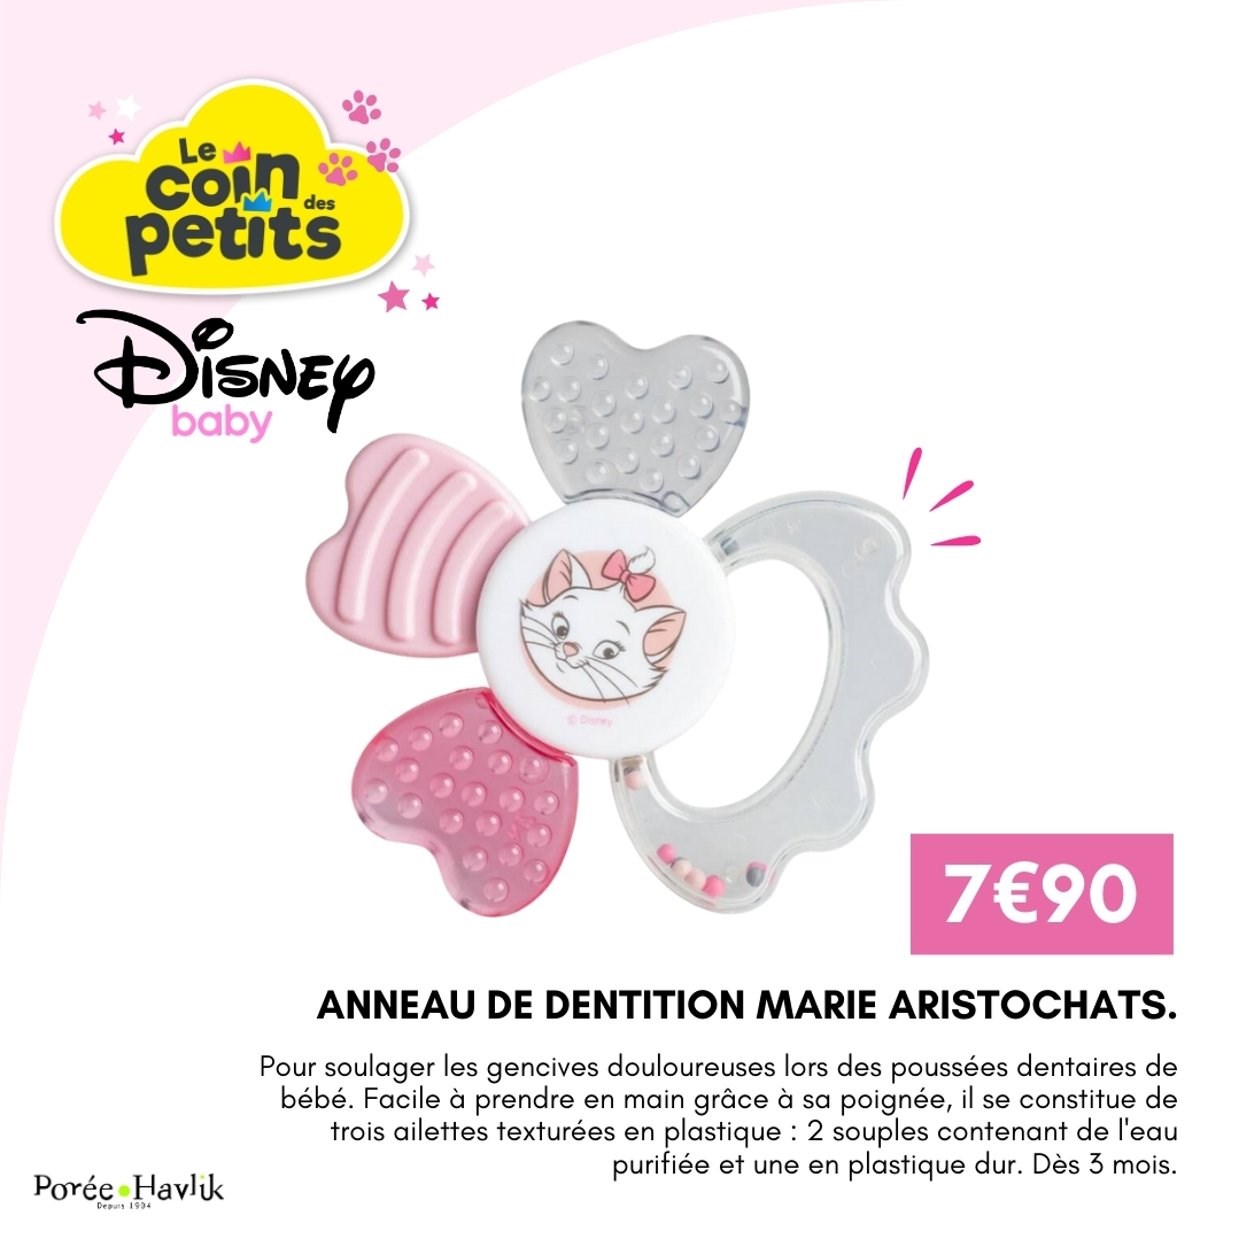 Le
coin
des
petits
Disney
baby
© Disney
7€90
ANNEAU DE DENTITION MARIE ARISTOCHATS.
Pour soulager les gencives douloureuses lors des poussées dentaires de
bébé. Facile à prendre en main grâce à sa poignée, il se constitue de
trois ailettes texturées en plastique : 2 souples contenant de l'eau
purifiée et une en plastique dur. Dès 3 mois.
Porée Havlik
Depuis 1994